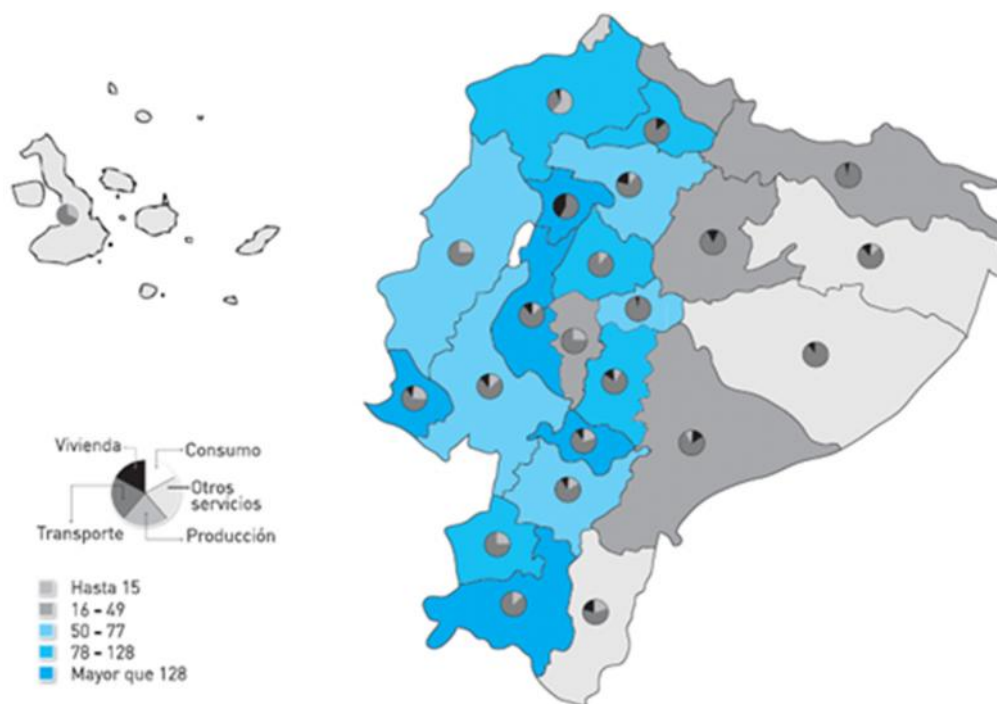 Vivienda
Consumo
Otros
servicios
Transporte
Producción
Hasta 15
16 - 49
50 - 77
78 - 128
Mayor que 128